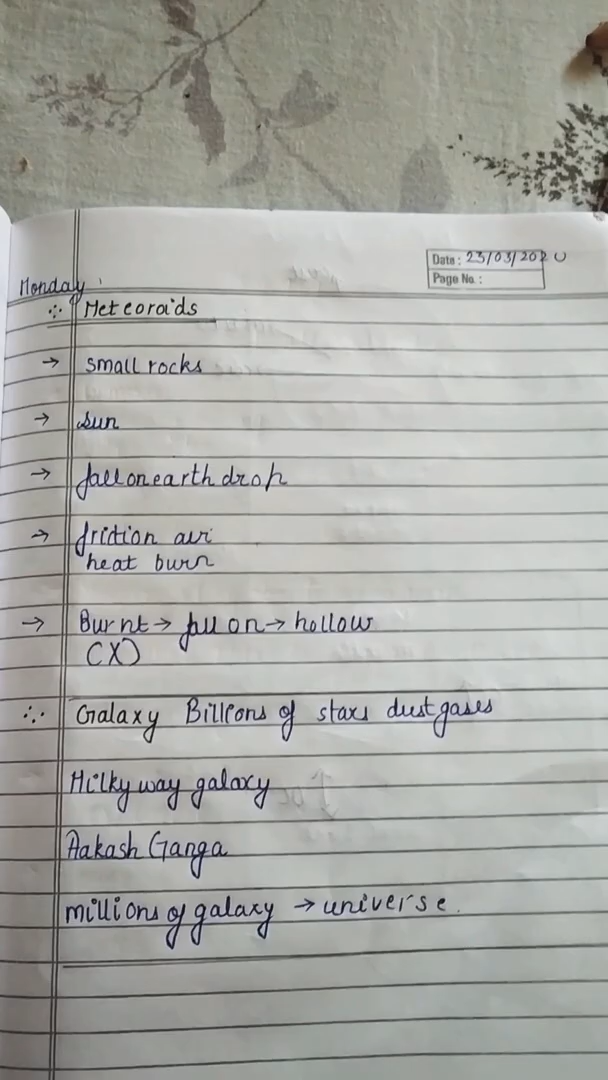 Date: 23/03/2020
Page No.:
Monday
∴ Meteoroids
→ small rocks
→ sun
→ fall on earth drop
→ friction air
heat burn
→ Burnt → fall on → hollow
(X)
∴ Galaxy Billions of stars dust gases
Milky way galaxy
Aakash Ganga
millions of galaxy → universe.